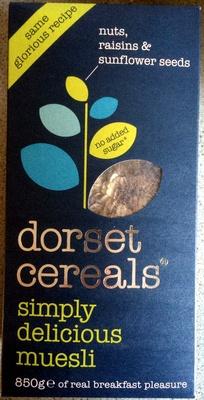 same
glorious recipe
nuts,
raisins &
sunflower seeds
no added
sugar*
dorset
cereals
simply
delicious
muesli
850g℮ of real breakfast pleasure